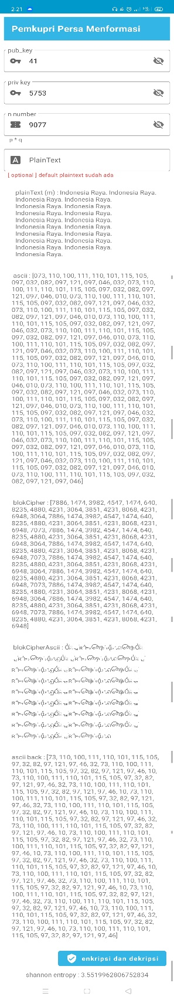 2:21
Pemkupri Persa Menformasi
pub_key
41
priv key
5753
n number
9077
p * q
PlainText
[ optional ] default plaintext sudah ada
plainText (m) : Indonesia Raya. Indonesia Raya.
Indonesia Raya. Indonesia Raya.
Indonesia Raya. Indonesia Raya.
Indonesia Raya. Indonesia Raya.
Indonesia Raya. Indonesia Raya.
Indonesia Raya. Indonesia Raya.
Indonesia Raya. Indonesia Raya.
Indonesia Raya. Indonesia Raya.
Indonesia Raya. Indonesia Raya.
Indonesia Raya.
ascii : [073, 110, 100, 111, 110, 101, 115, 105,
097, 032, 082, 097, 121, 097, 046, 032, 073, 110,
100, 111, 110, 101, 115, 105, 097, 032, 082, 097,
121, 097, 046, 010, 073, 110, 100, 111, 110, 101,
115, 105, 097, 032, 082, 097, 121, 097, 046, 032,
073, 110, 100, 111, 110, 101, 115, 105, 097, 032,
082, 097, 121, 097, 046, 010, 073, 110, 100, 111,
110, 101, 115, 105, 097, 032, 082, 097, 121, 097,
046, 032, 073, 110, 100, 111, 110, 101, 115, 105,
097, 032, 082, 097, 121, 097, 046, 010, 073, 110,
100, 111, 110, 101, 115, 105, 097, 032, 082, 097,
121, 097, 046, 032, 073, 110, 100, 111, 110, 101,
115, 105, 097, 032, 082, 097, 121, 097, 046, 010,
073, 110, 100, 111, 110, 101, 115, 105, 097, 032,
082, 097, 121, 097, 046, 032, 073, 110, 100, 111,
110, 101, 115, 105, 097, 032, 082, 097, 121, 097,
046, 010, 073, 110, 100, 111, 110, 101, 115, 105,
097, 032, 082, 097, 121, 097, 046, 032, 073, 110,
100, 111, 110, 101, 115, 105, 097, 032, 082, 097,
121, 097, 046, 010, 073, 110, 100, 111, 110, 101,
115, 105, 097, 032, 082, 097, 121, 097, 046, 032,
073, 110, 100, 111, 110, 101, 115, 105, 097, 032,
082, 097, 121, 097, 046, 010, 073, 110, 100, 111,
110, 101, 115, 105, 097, 032, 082, 097, 121, 097,
046, 032, 073, 110, 100, 111, 110, 101, 115, 105,
097, 032, 082, 097, 121, 097, 046, 010, 073, 110,
100, 111, 110, 101, 115, 105, 097, 032, 082, 097,
121, 097, 046, 032, 073, 110, 100, 111, 110, 101,
115, 105, 097, 032, 082, 097, 121, 097, 046, 010,
073, 110, 100, 111, 110, 101, 115, 105, 097, 032,
082, 097, 121, 097, 046]
blokCipher : [7886, 1474, 3982, 4547, 1474, 640,
8235, 4880, 4231, 3064, 3851, 4231, 8068, 4231,
6948, 3064, 7886, 1474, 3982, 4547, 1474, 640,
8235, 4880, 4231, 3064, 3851, 4231, 8068, 4231,
6948, 7073, 7886, 1474, 3982, 4547, 1474, 640,
8235, 4880, 4231, 3064, 3851, 4231, 8068, 4231,
6948, 3064, 7886, 1474, 3982, 4547, 1474, 640,
8235, 4880, 4231, 3064, 3851, 4231, 8068, 4231,
6948, 7073, 7886, 1474, 3982, 4547, 1474, 640,
8235, 4880, 4231, 3064, 3851, 4231, 8068, 4231,
6948, 3064, 7886, 1474, 3982, 4547, 1474, 640,
8235, 4880, 4231, 3064, 3851, 4231, 8068, 4231,
6948, 7073, 7886, 1474, 3982, 4547, 1474, 640,
8235, 4880, 4231, 3064, 3851, 4231, 8068, 4231,
6948, 3064, 7886, 1474, 3982, 4547, 1474, 640,
8235, 4880, 4231, 3064, 3851, 4231, 8068, 4231,
6948, 7073, 7886, 1474, 3982, 4547, 1474, 640,
8235, 4880, 4231, 3064, 3851, 4231, 8068, 4231,
6948]
blokCipherAscii :
ascii back : [73, 110, 100, 111, 110, 101, 115, 105,
97, 32, 82, 97, 121, 97, 46, 32, 73, 110, 100, 111,
110, 101, 115, 105, 97, 32, 82, 97, 121, 97, 46, 10,
73, 110, 100, 111, 110, 101, 115, 105, 97, 32, 82,
97, 121, 97, 46, 32, 73, 110, 100, 111, 110, 101,
115, 105, 97, 32, 82, 97, 121, 97, 46, 10, 73, 110,
100, 111, 110, 101, 115, 105, 97, 32, 82, 97, 121,
97, 46, 32, 73, 110, 100, 111, 110, 101, 115, 105,
97, 32, 82, 97, 121, 97, 46, 10, 73, 110, 100, 111,
110, 101, 115, 105, 97, 32, 82, 97, 121, 97, 46, 32,
73, 110, 100, 111, 110, 101, 115, 105, 97, 32, 82,
97, 121, 97, 46, 10, 73, 110, 100, 111, 110, 101,
115, 105, 97, 32, 82, 97, 121, 97, 46, 32, 73, 110,
100, 111, 110, 101, 115, 105, 97, 32, 82, 97, 121,
97, 46, 10, 73, 110, 100, 111, 110, 101, 115, 105,
97, 32, 82, 97, 121, 97, 46, 32, 73, 110, 100, 111,
110, 101, 115, 105, 97, 32, 82, 97, 121, 97, 46, 10,
73, 110, 100, 111, 110, 101, 115, 105, 97, 32, 82,
97, 121, 97, 46, 32, 73, 110, 100, 111, 110, 101,
115, 105, 97, 32, 82, 97, 121, 97, 46, 10, 73, 110,
100, 111, 110, 101, 115, 105, 97, 32, 82, 97, 121,
97, 46, 32, 73, 110, 100, 111, 110, 101, 115, 105,
97, 32, 82, 97, 121, 97, 46, 10, 73, 110, 100, 111,
110, 101, 115, 105, 97, 32, 82, 97, 121, 97, 46, 32,
73, 110, 100, 111, 110, 101, 115, 105, 97, 32, 82,
97, 121, 97, 46, 10, 73, 110, 100, 111, 110, 101,
115, 105, 97, 32, 82, 97, 121, 97, 46]
enkripsi dan dekripsi
shannon entropy : 3.5519962806752834